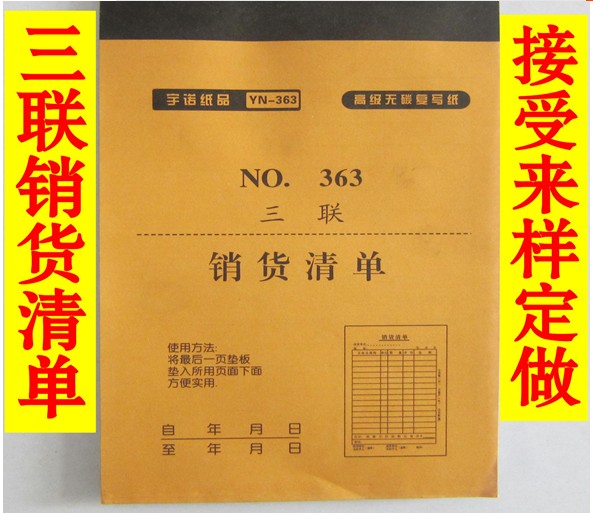 三联销货清单
接受来样定做
宇诺纸品 YN-363
高级无碳复写纸
NO. 363
三 联
销货清单
使用方法:
将最后一页垫板
垫入所用页面下面
方便实用.
自 年 月 日
至 年 月 日
销货清单